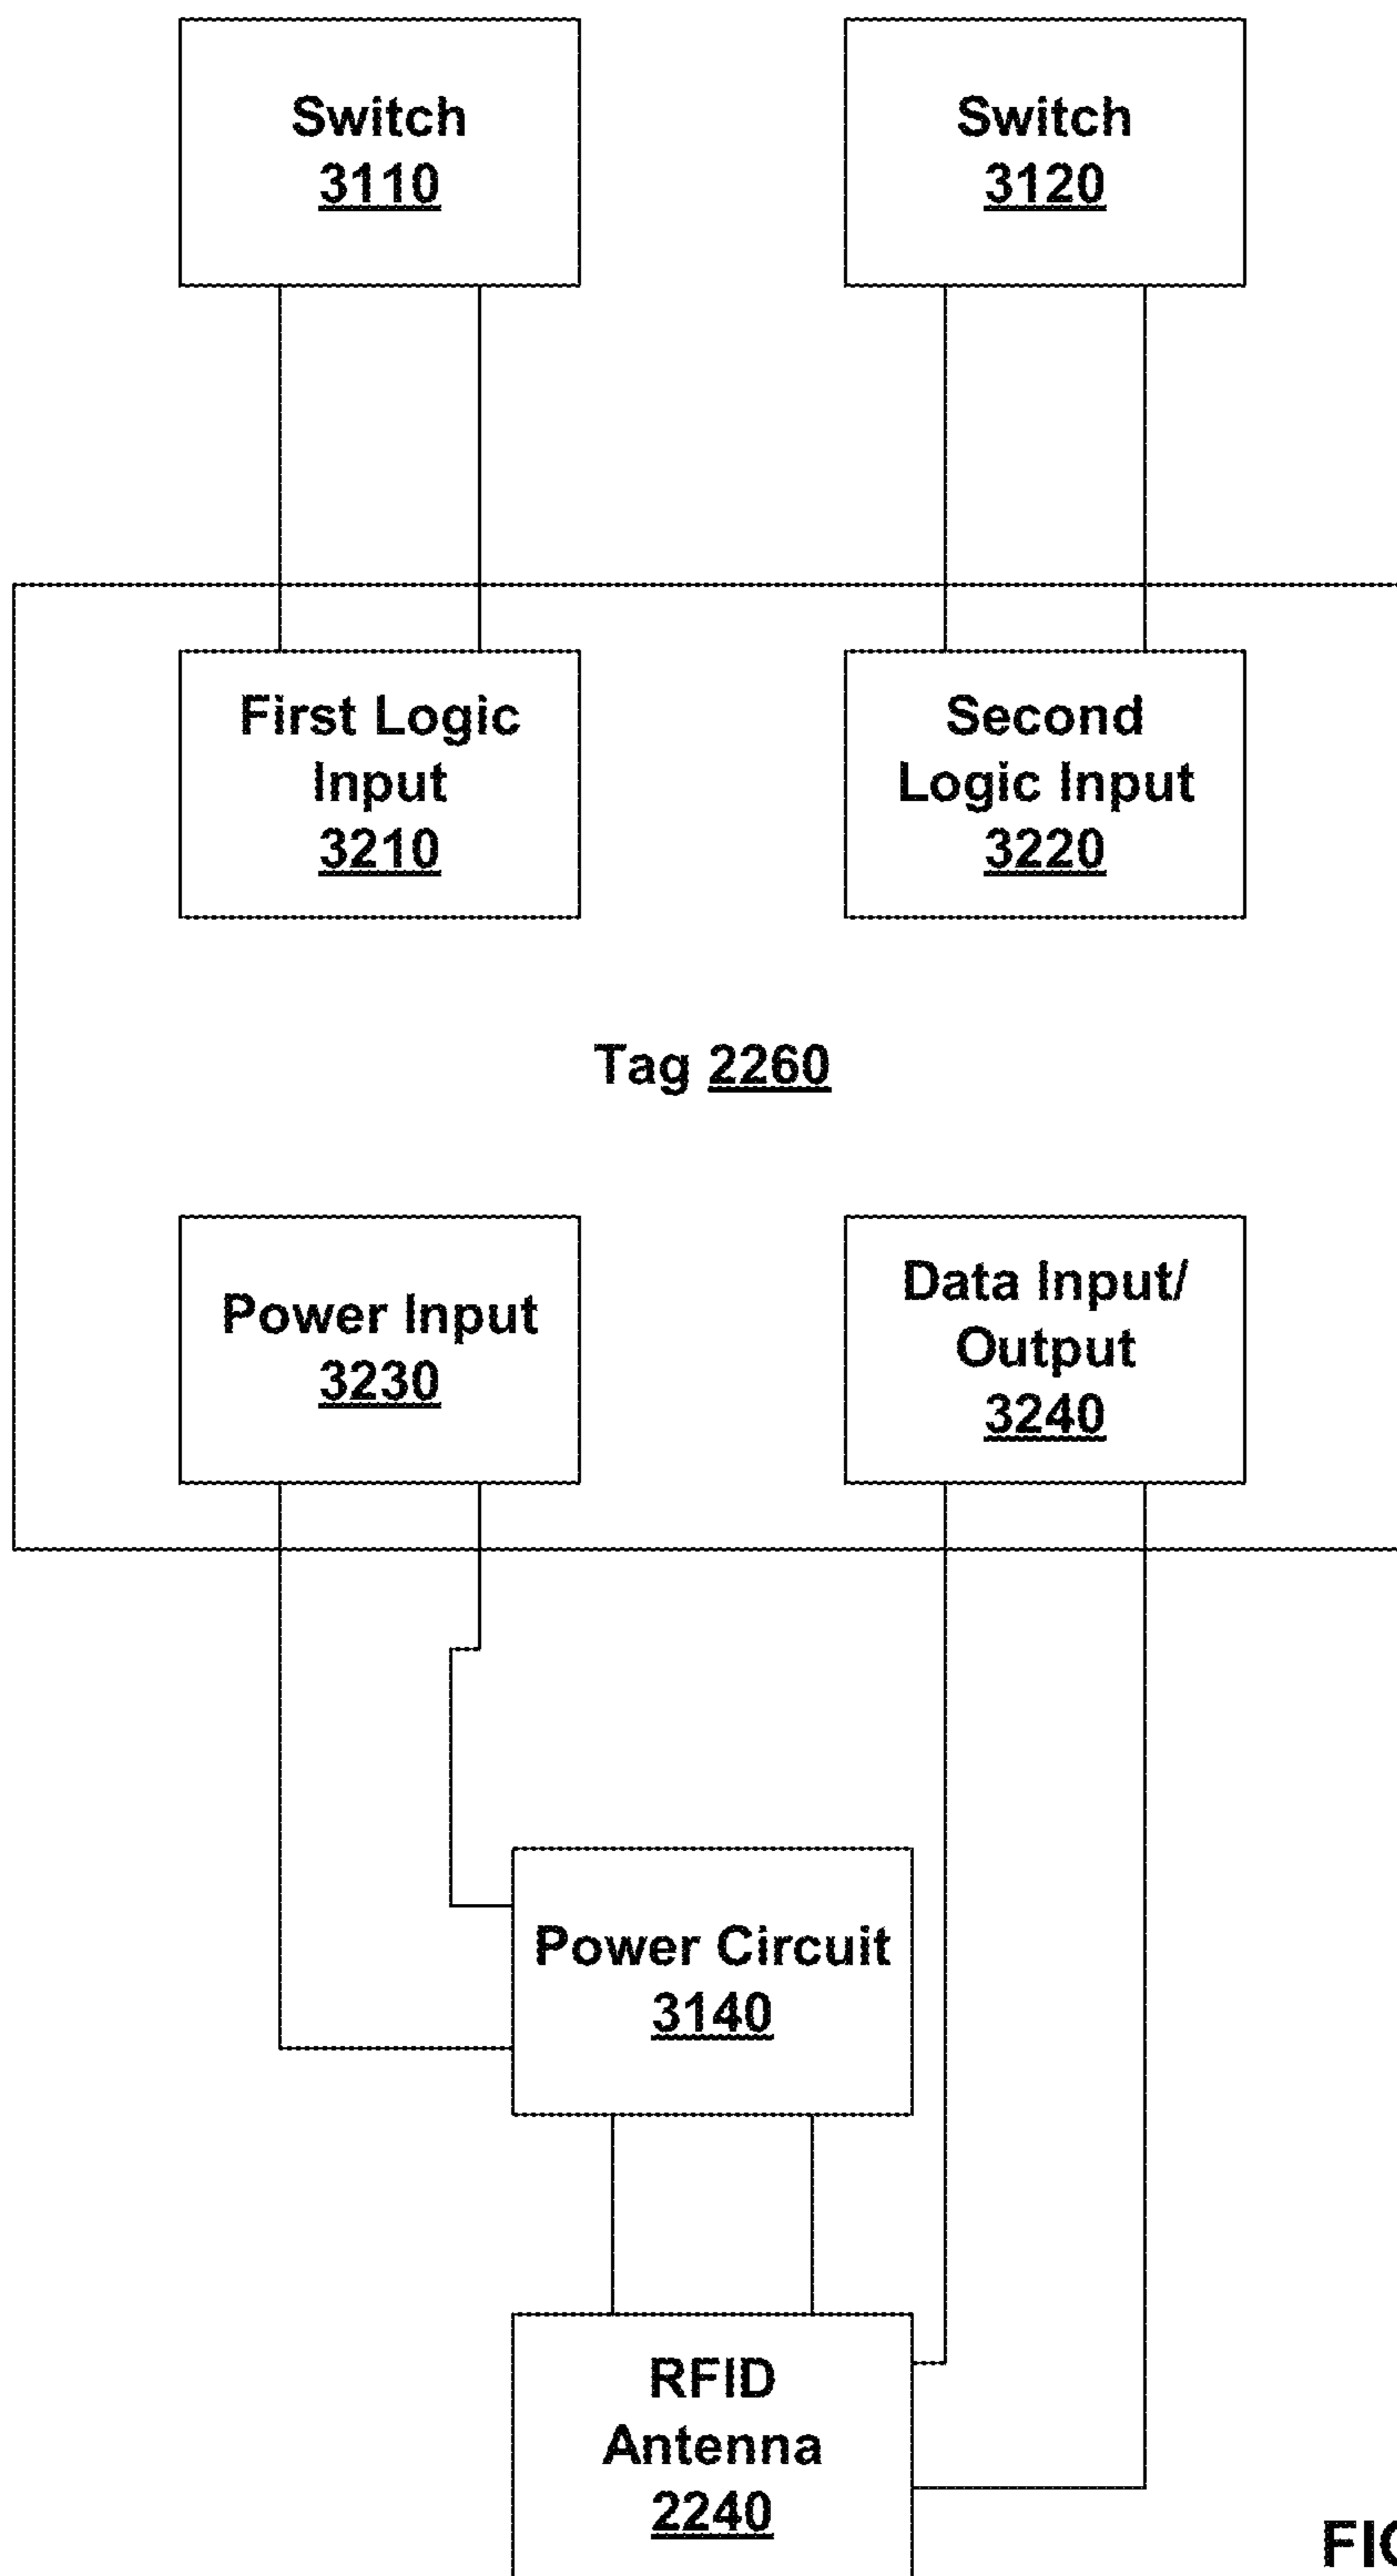 Switch
3110
Switch
3120
First Logic
Input
3210
Second
Logic Input
3220
Tag 2260
Power Input
3230
Data Input/
Output
3240
Power Circuit
3140
RFID
Antenna
2240